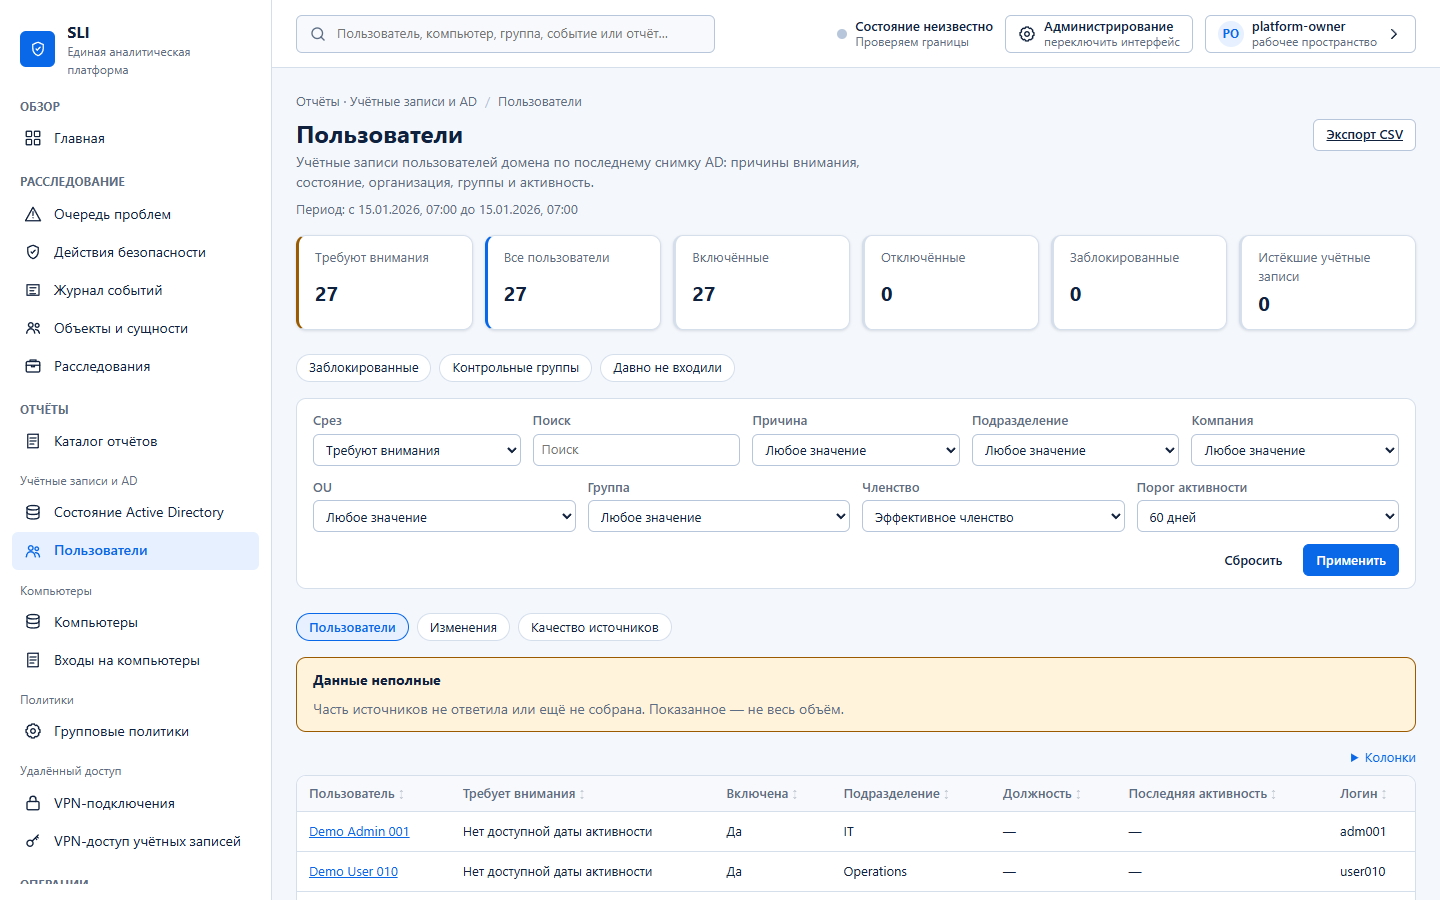 SLI
Единая аналитическая
платформа
ОБЗОР
Главная
РАССЛЕДОВАНИЕ
Очередь проблем
Действия безопасности
Журнал событий
Объекты и сущности
Расследования
ОТЧЁТЫ
Каталог отчётов
Учётные записи и AD
Состояние Active Directory
Пользователи
Компьютеры
Компьютеры
Входы на компьютеры
Политики
Групповые политики
Удалённый доступ
VPN-подключения
VPN-доступ учётных записей
ОПЕРАЦИИ
Пользователь, компьютер, группа, событие или отчёт...
Состояние неизвестно
Проверяем границы
Администрирование
переключить интерфейс
PO
platform-owner
рабочее пространство
Отчёты · Учётные записи и AD / Пользователи
Пользователи
Экспорт CSV
Учётные записи пользователей домена по последнему снимку AD: причины внимания,
состояние, организация, группы и активность.
Период: с 15.01.2026, 07:00 до 15.01.2026, 07:00
Требуют внимания
27
Все пользователи
27
Включённые
27
Отключённые
0
Заблокированные
0
Истёкшие учётные
записи
0
Заблокированные Контрольные группы Давно не входили
Срез Поиск Причина Подразделение Компания
Требуют внимания Поиск Любое значение Любое значение Любое значение
OU Группа Членство Порог активности
Любое значение Любое значение Эффективное членство 60 дней
Сбросить Применить
Пользователи Изменения Качество источников
Данные неполные
Часть источников не ответила или ещё не собрана. Показанное — не весь объём.
Колонки
Пользователь Требует внимания Включена Подразделение Должность Последняя активность Логин
Demo Admin 001 Нет доступной даты активности Да IT — — adm001
Demo User 010 Нет доступной даты активности Да Operations — — user010